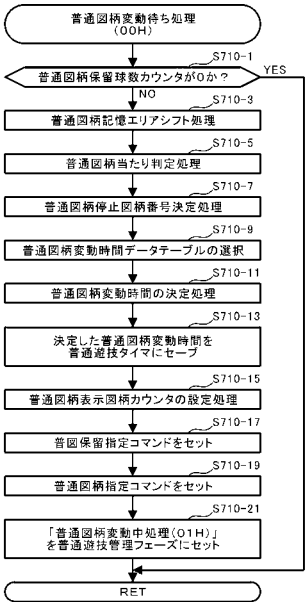 普通図柄変動待ち処理
(00H)
S710-1
普通図柄保留球数カウンタが0か？
YES
NO
S710-3
普通図柄記憶エリアシフト処理
S710-5
普通図柄当たり判定処理
S710-7
普通図柄停止図柄番号決定処理
S710-9
普通図柄変動時間データテーブルの選択
S710-11
普通図柄変動時間の決定処理
S710-13
決定した普通図柄変動時間を
普通遊技タイマにセーブ
S710-15
普通図柄表示図柄カウンタの設定処理
S710-17
普図保留指定コマンドをセット
S710-19
普通図柄指定コマンドをセット
S710-21
「普通図柄変動中処理(01H)」
を普通遊技管理フェーズにセット
RET